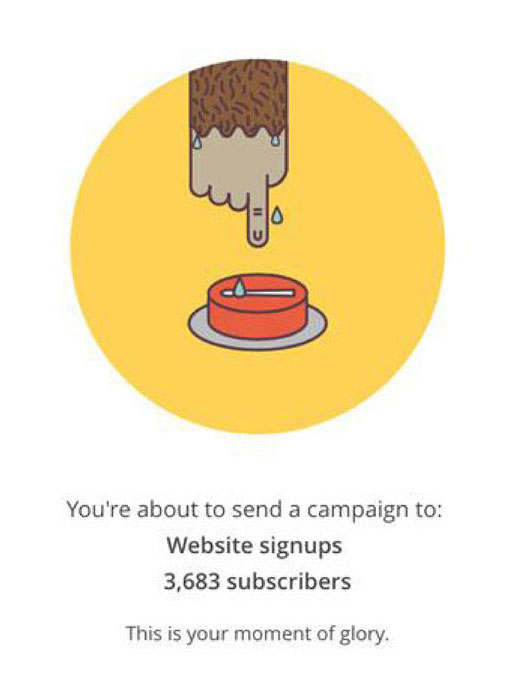 You're about to send a campaign to:
Website signups
3,683 subscribers
This is your moment of glory.